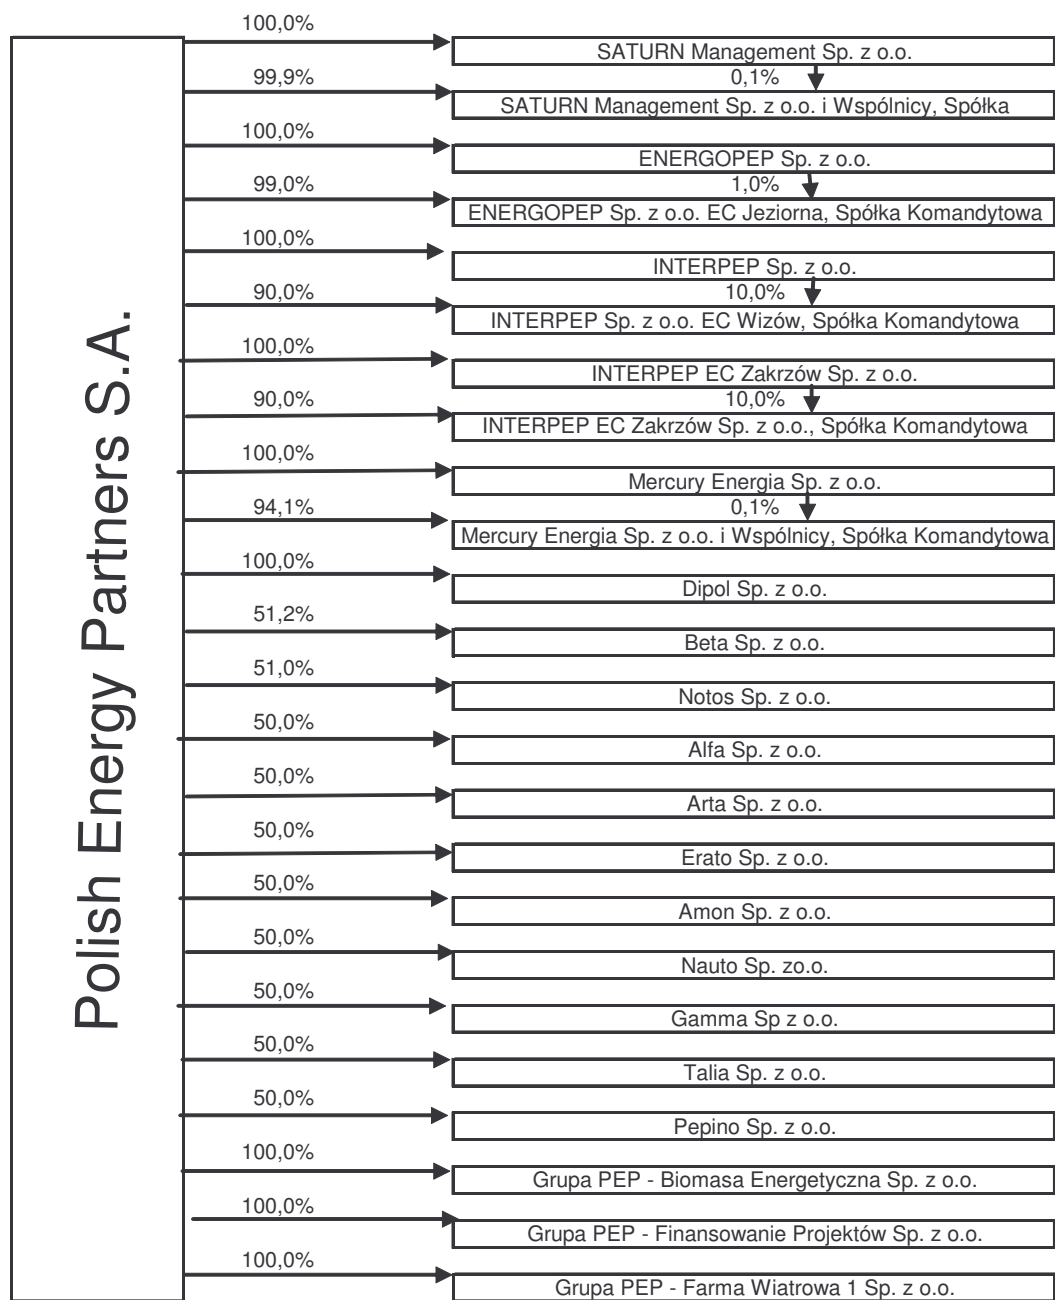 Polish Energy Partners S.A.
100,0%
SATURN Management Sp. z o.o.
99,9%
0,1%
SATURN Management Sp. z o.o. i Wspólnicy, Spółka
100,0%
ENERGOPEP Sp. z o.o.
99,0%
1,0%
ENERGOPEP Sp. z o.o. EC Jeziorna, Spółka Komandytowa
100,0%
INTERPEP Sp. z o.o.
90,0%
10,0%
INTERPEP Sp. z o.o. EC Wizów, Spółka Komandytowa
100,0%
INTERPEP EC Zakrzów Sp. z o.o.
90,0%
10,0%
INTERPEP EC Zakrzów Sp. z o.o., Spółka Komandytowa
100,0%
Mercury Energia Sp. z o.o.
94,1%
0,1%
Mercury Energia Sp. z o.o. i Wspólnicy, Spółka Komandytowa
100,0%
Dipol Sp. z o.o.
51,2%
Beta Sp. z o.o.
51,0%
Notos Sp. z o.o.
50,0%
Alfa Sp. z o.o.
50,0%
Arta Sp. z o.o.
50,0%
Erato Sp. z o.o.
50,0%
Amon Sp. z o.o.
50,0%
Nauto Sp. zo.o.
50,0%
Gamma Sp z o.o.
50,0%
Talia Sp. z o.o.
50,0%
Pepino Sp. z o.o.
100,0%
Grupa PEP - Biomasa Energetyczna Sp. z o.o.
100,0%
Grupa PEP - Finansowanie Projektów Sp. z o.o.
100,0%
Grupa PEP - Farma Wiatrowa 1 Sp. z o.o.